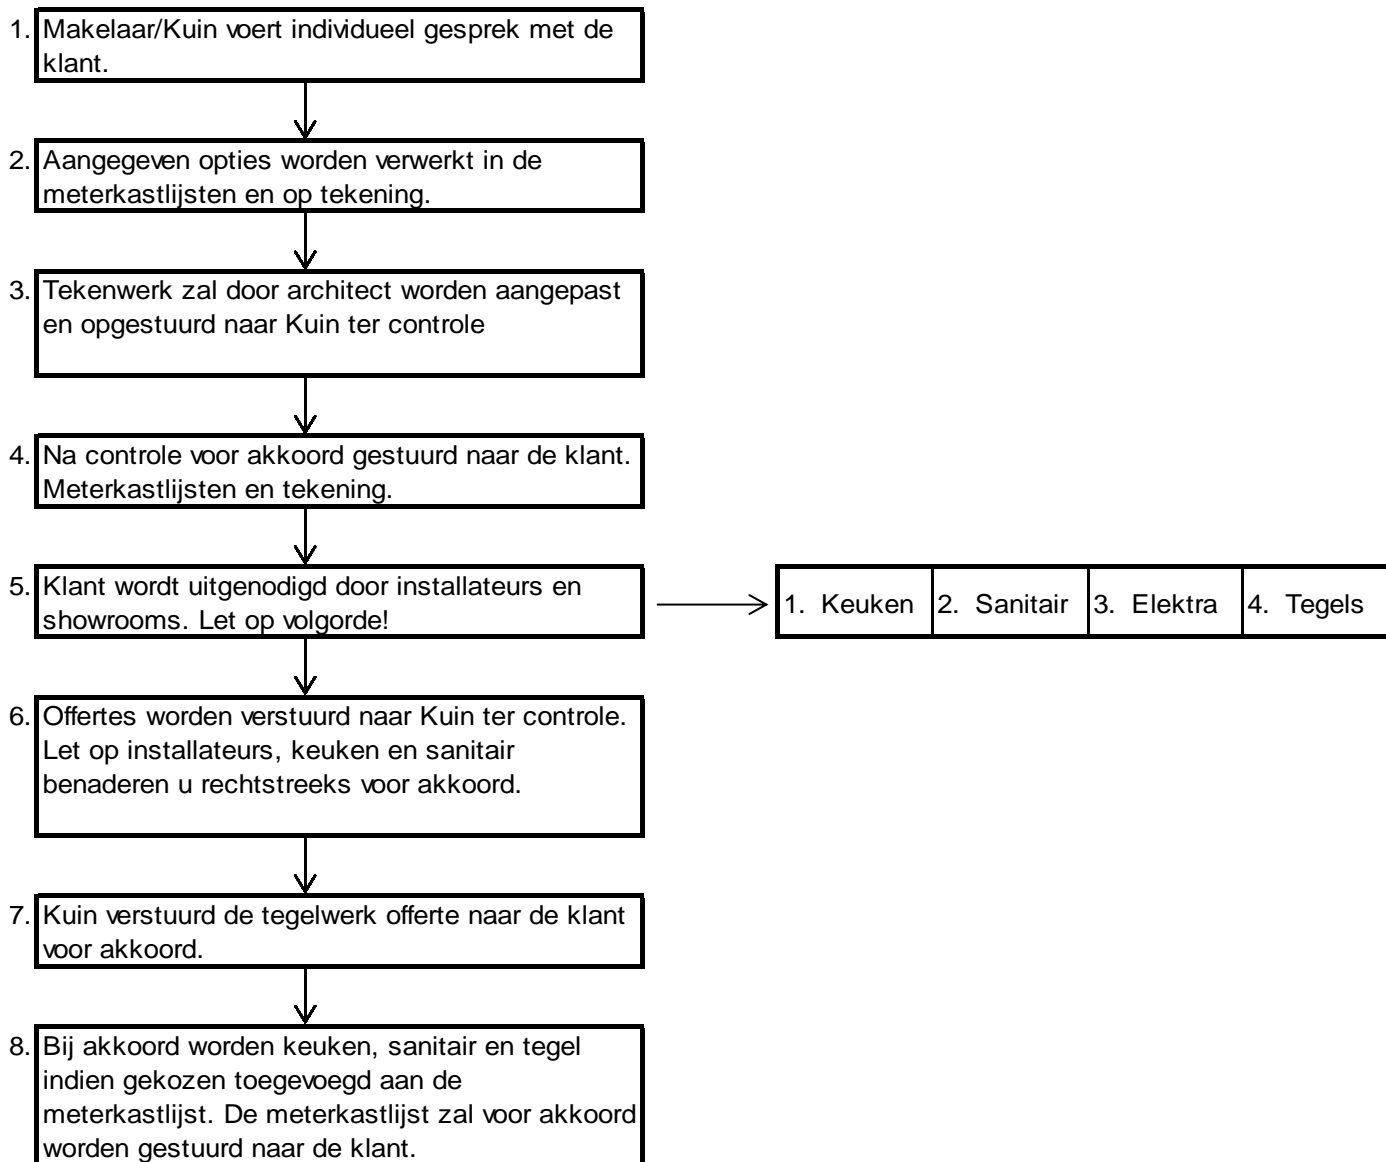 1. Makelaar/Kuin voert individueel gesprek met de
klant.
2. Aangegeven opties worden verwerkt in de
meterkastlijsten en op tekening.
3. Tekenwerk zal door architect worden aangepast
en opgestuurd naar Kuin ter controle
4. Na controle voor akkoord gestuurd naar de klant.
Meterkastlijsten en tekening.
5. Klant wordt uitgenodigd door installateurs en
showrooms. Let op volgorde!
1. Keuken 2. Sanitair 3. Elektra 4. Tegels
6. Offertes worden verstuurd naar Kuin ter controle.
Let op installateurs, keuken en sanitair
benaderen u rechtstreeks voor akkoord.
7. Kuin verstuurd de tegelwerk offerte naar de klant
voor akkoord.
8. Bij akkoord worden keuken, sanitair en tegel
indien gekozen toegevoegd aan de
meterkastlijst. De meterkastlijst zal voor akkoord
worden gestuurd naar de klant.